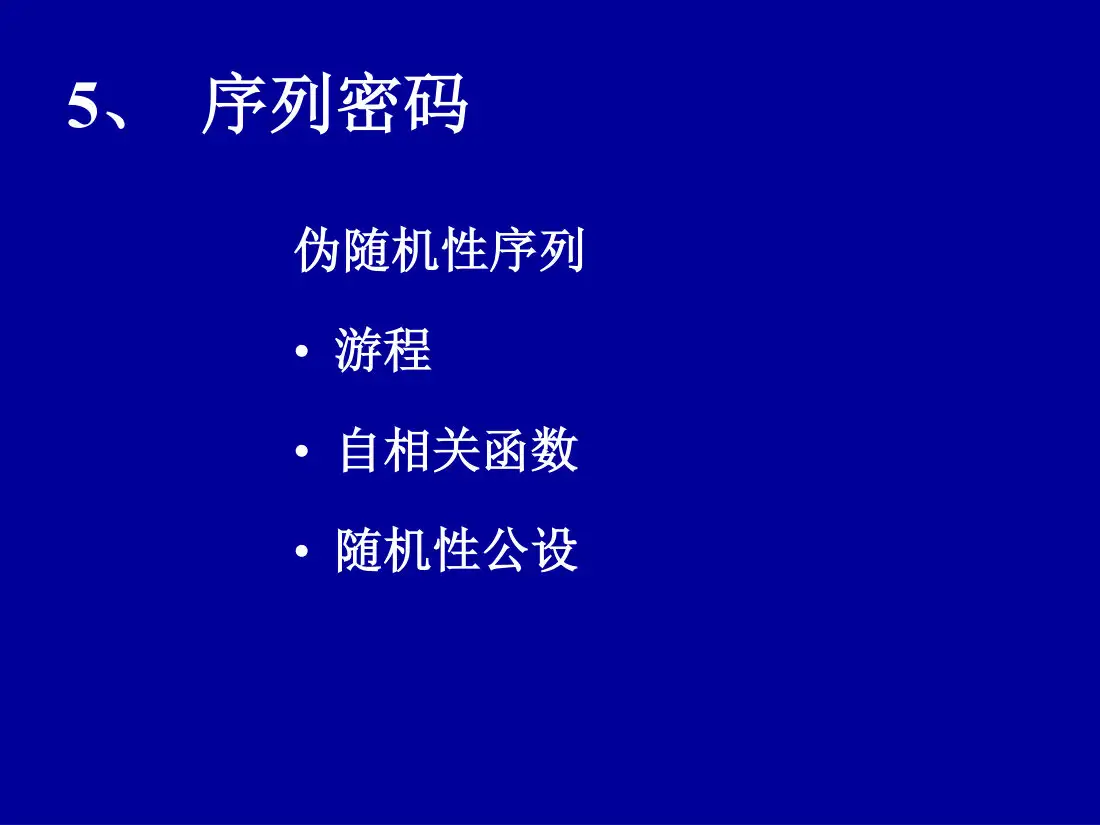 5、 序列密码
伪随机性序列
• 游程
• 自相关函数
• 随机性公设